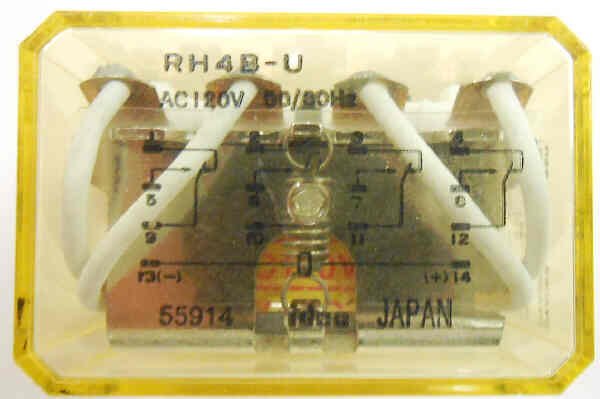 RH4B-U
AC120V 50/60Hz
1 2 3 4
5 6 7 8
9 10 11 12
13(-) (+)14
55914 idec JAPAN